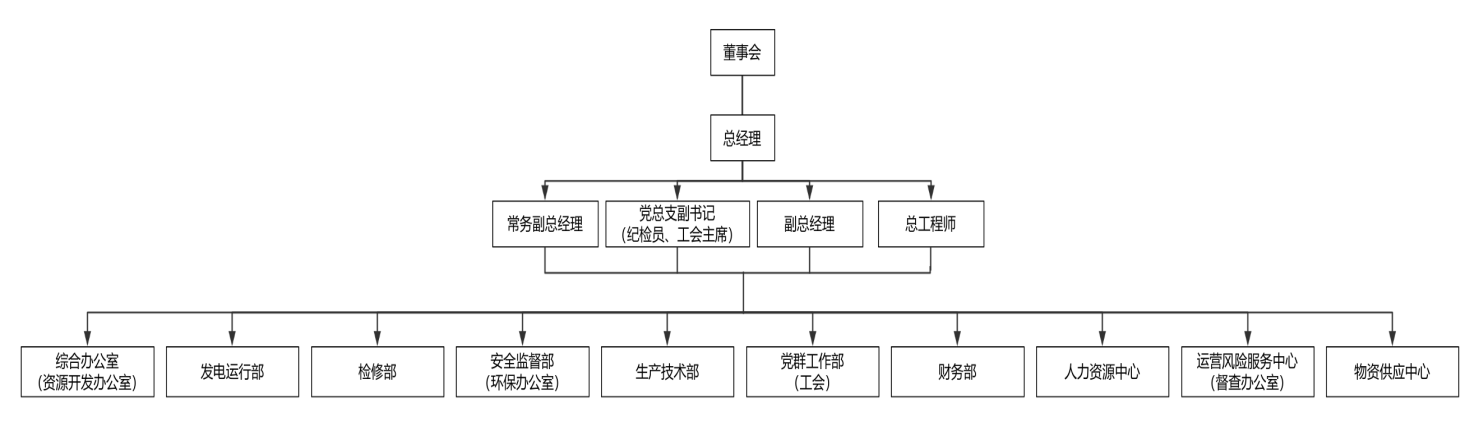 董事会
总经理
常务副总经理
党总支副书记
（纪检员、工会主席）
副总经理
总工程师
综合办公室
（资源开发办公室）
发电运行部
检修部
安全监督部
（环保办公室）
生产技术部
党群工作部
（工会）
财务部
人力资源中心
运营风险服务中心
（督查办公室）
物资供应中心